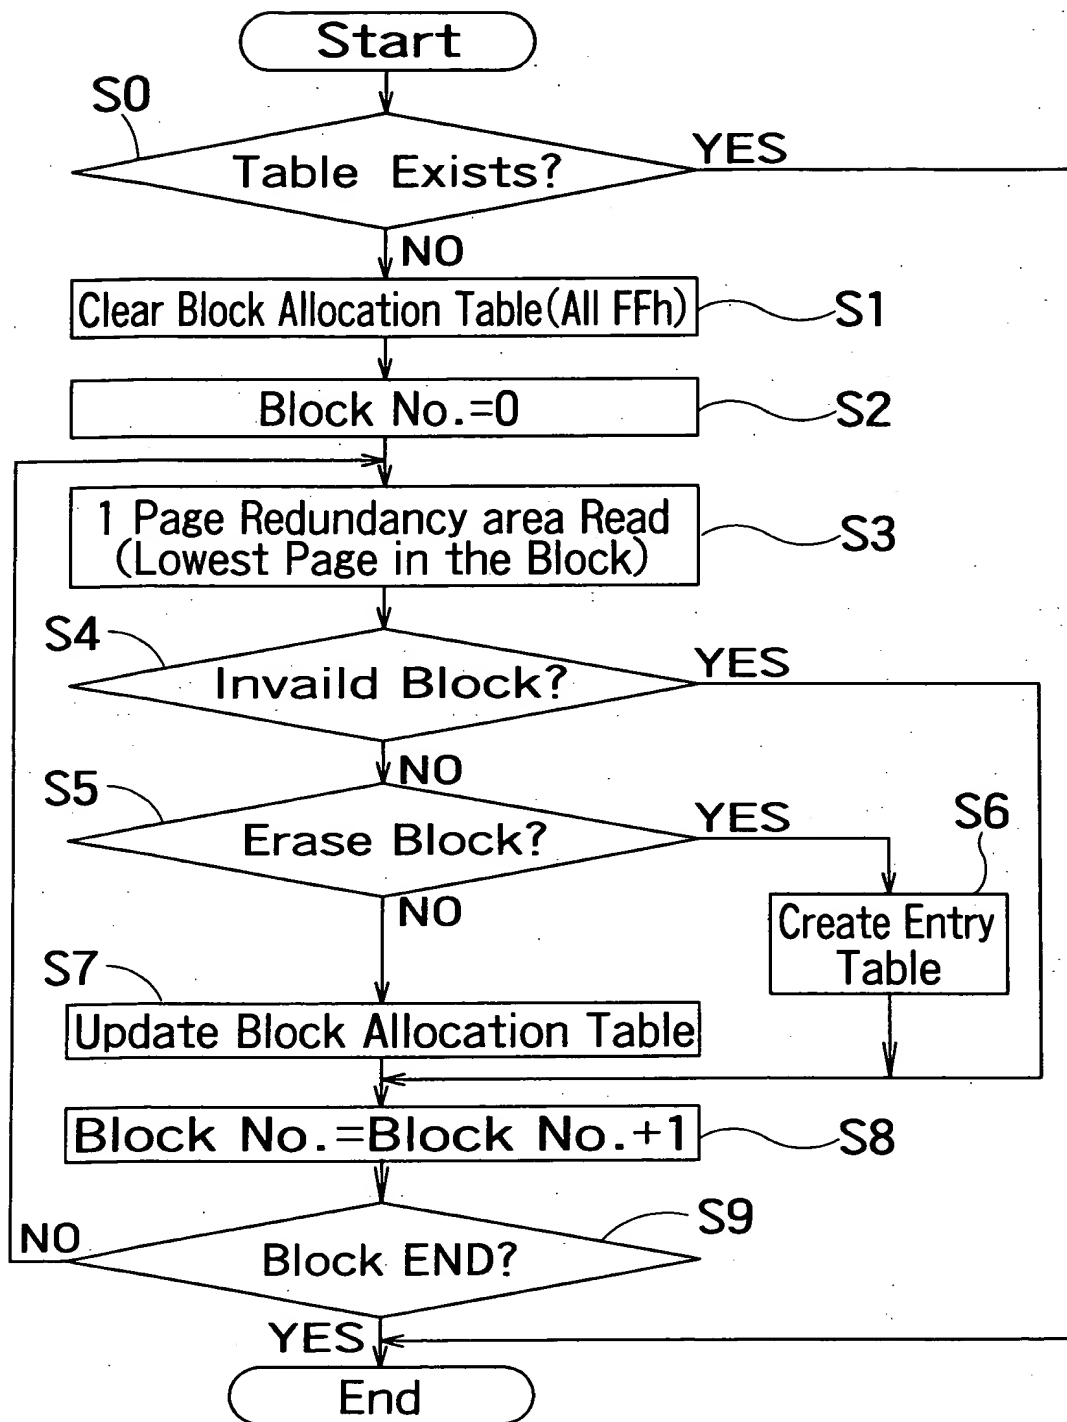 Start
S0
Table Exists?
YES
NO
Clear Block Allocation Table(All FFh)
S1
Block No.=0
S2
1 Page Redundancy area Read
(Lowest Page in the Block)
S3
S4
Invaild Block?
YES
NO
S5
Erase Block?
YES
S6
NO
Create Entry
Table
S7
Update Block Allocation Table
Block No.=Block No.+1
S8
S9
NO
Block END?
YES
End